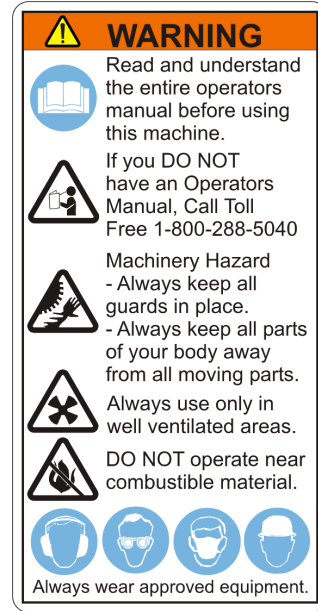 WARNING
Read and understand
the entire operators
manual before using
this machine.
If you DO NOT
have an Operators
Manual, Call Toll
Free 1-800-288-5040
Machinery Hazard
- Always keep all
guards in place.
- Always keep all parts
of your body away
from all moving parts.
Always use only in
well ventilated areas.
DO NOT operate near
combustible material.
Always wear approved equipment.